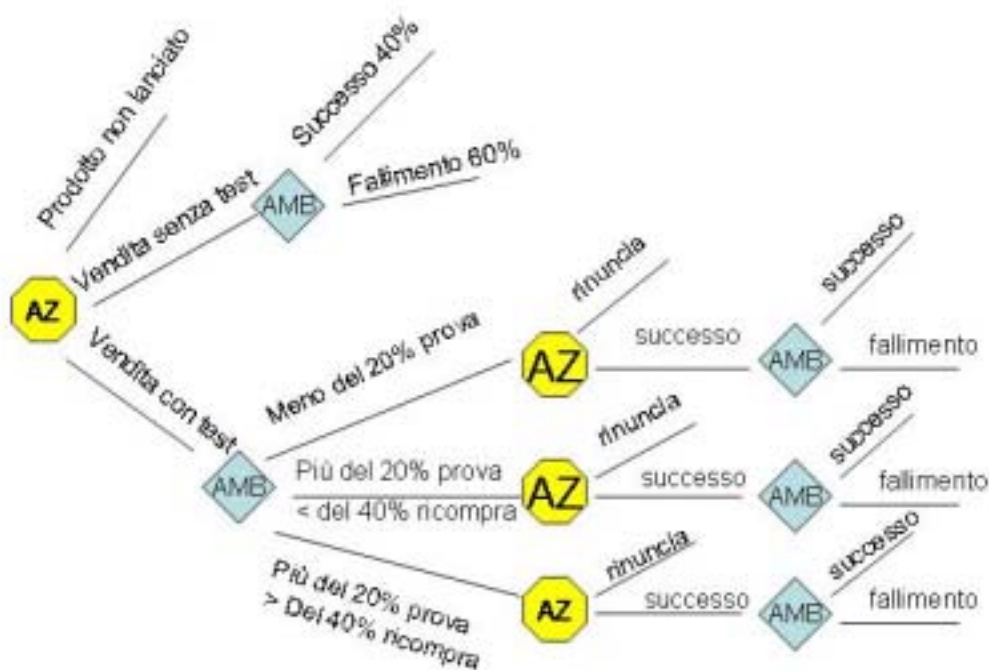 Prodotto non lanciato
Successo 40%
Vendita senza test
AMB
Fallimento 60%
AZ
Vendita con test
AMB
Meno del 20% prova
AZ
rinuncia
successo
AMB
successo
fallimento
Più del 20% prova
< del 40% ricompra
AZ
rinuncia
successo
AMB
successo
fallimento
Più del 20% prova
> Del 40% ricompra
AZ
rinuncia
successo
AMB
successo
fallimento